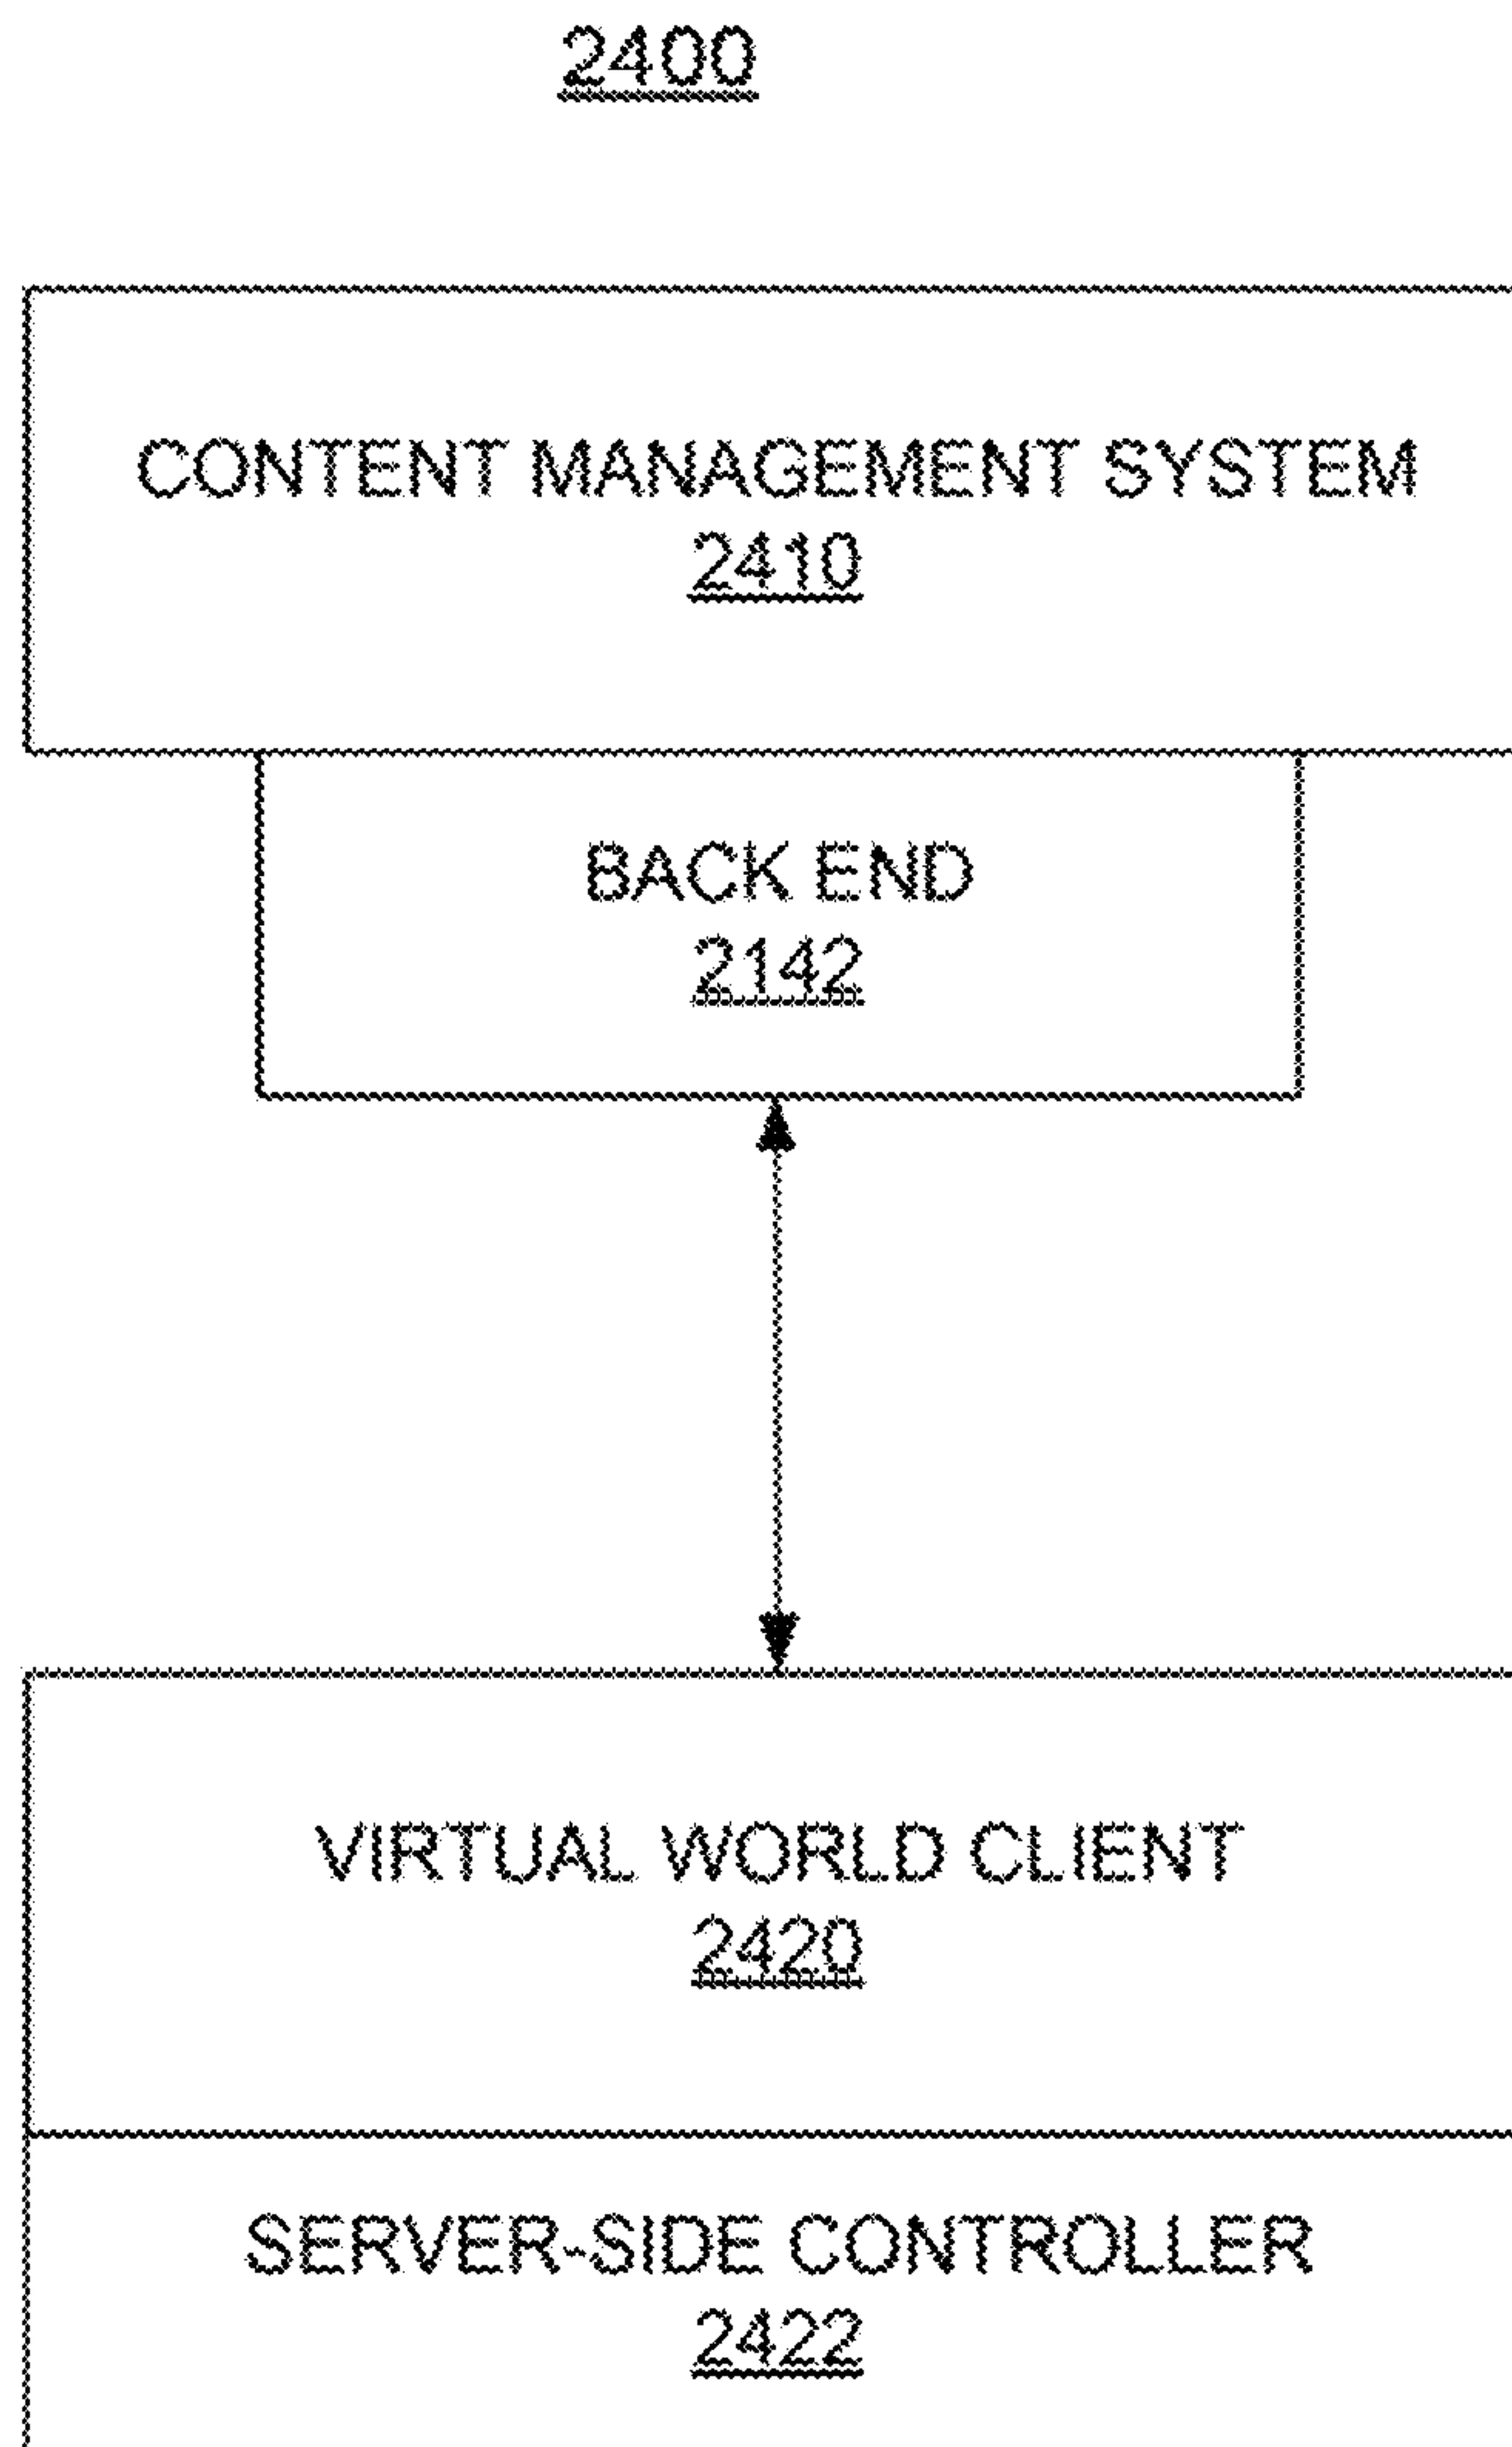 2400
CONTENT MANAGEMENT SYSTEM
2410
BACK END
2142
VIRTUAL WORLD CLIENT
2420
SERVER-SIDE CONTROLLER
2422